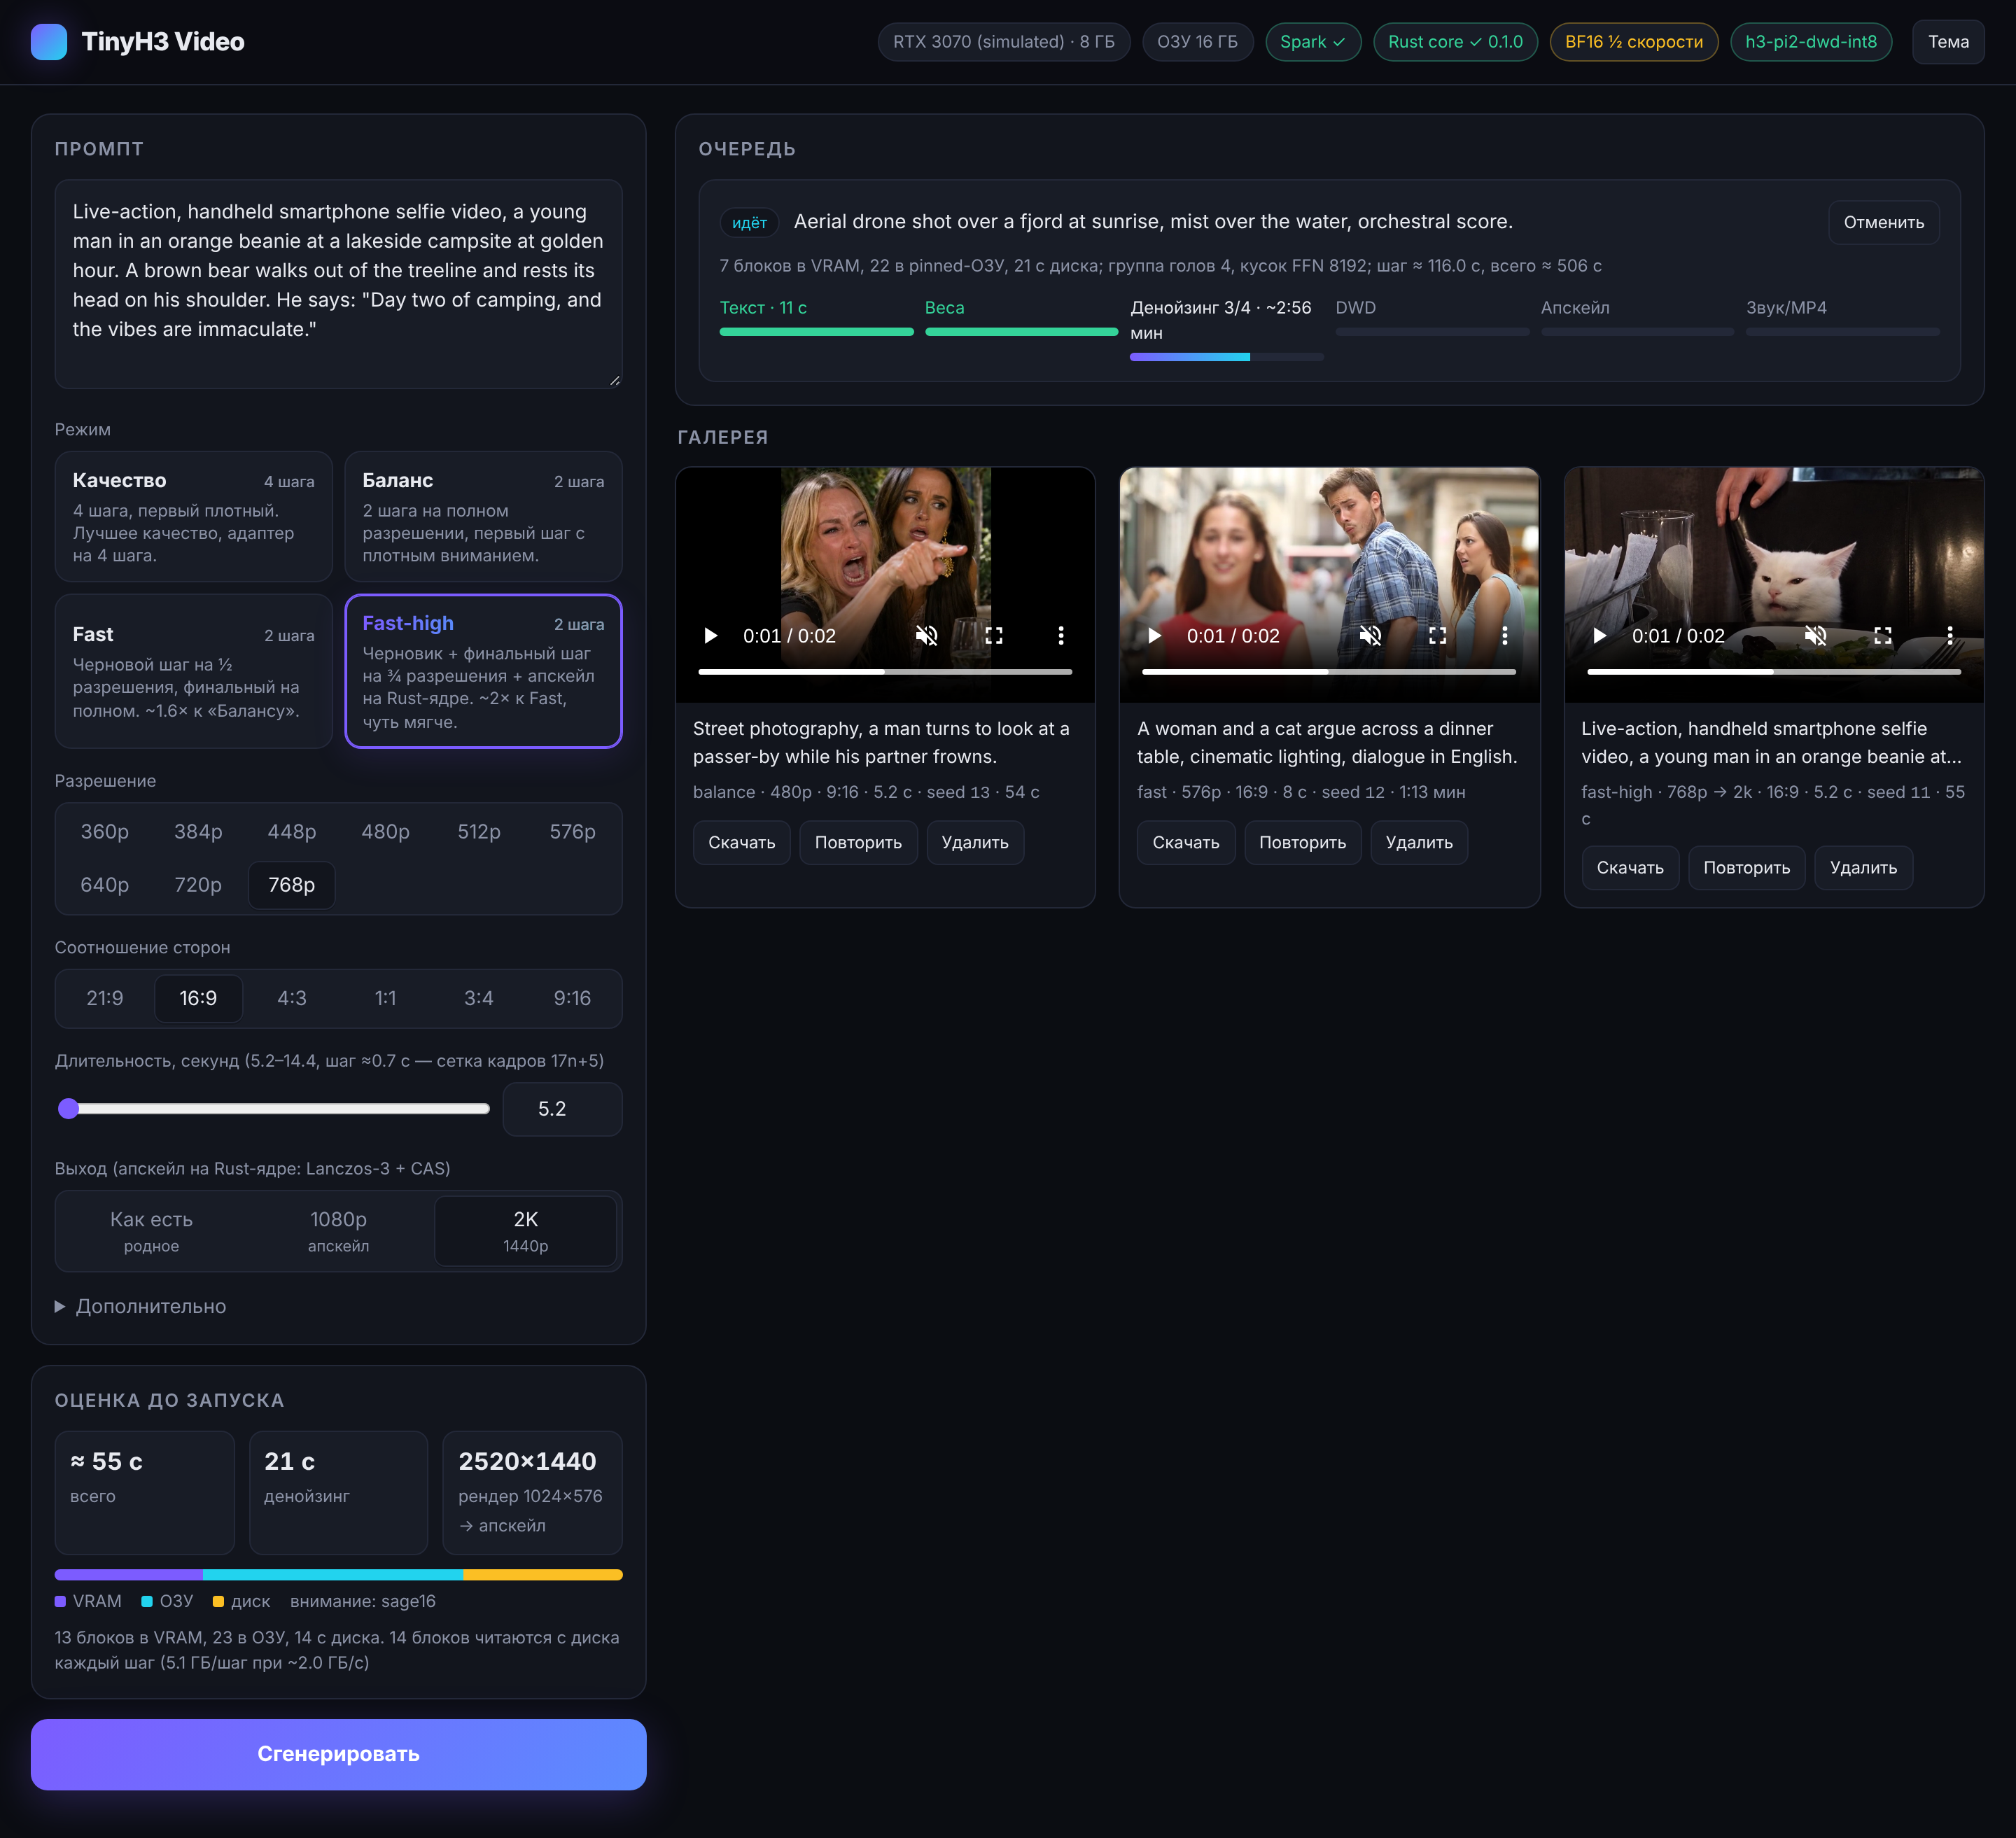 TinyH3 Video
RTX 3070 (simulated) · 8 ГБ
ОЗУ 16 ГБ
Spark ✓
Rust core ✓ 0.1.0
BF16 ½ скорости
h3-pi2-dwd-int8
Тема
ПРОМПТ
Live-action, handheld smartphone selfie video, a young
man in an orange beanie at a lakeside campsite at golden
hour. A brown bear walks out of the treeline and rests its
head on his shoulder. He says: "Day two of camping, and
the vibes are immaculate."
Режим
Качество 4 шага
4 шага, первый плотный.
Лучшее качество, адаптер
на 4 шага.
Баланс 2 шага
2 шага на полном
разрешении, первый шаг с
плотным вниманием.
Fast 2 шага
Черновой шаг на ½
разрешения, финальный на
полном. ~1.6× к «Балансу».
Fast-high 2 шага
Черновик + финальный шаг
на ¾ разрешения + апскейл
на Rust-ядре. ~2× к Fast,
чуть мягче.
Разрешение
360p 384p 448p 480p 512p 576p
640p 720p 768p
Соотношение сторон
21:9 16:9 4:3 1:1 3:4 9:16
Длительность, секунд (5.2–14.4, шаг ≈0.7 с — сетка кадров 17n+5)
5.2
Выход (апскейл на Rust-ядре: Lanczos-3 + CAS)
Как есть 1080p 2K
родное апскейл 1440p
▶ Дополнительно
ОЦЕНКА ДО ЗАПУСКА
≈ 55 с
всего
21 с
денойзинг
2520×1440
рендер 1024×576
→ апскейл
VRAM ОЗУ диск внимание: sage16
13 блоков в VRAM, 23 в ОЗУ, 14 с диска. 14 блоков читаются с диска
каждый шаг (5.1 ГБ/шаг при ~2.0 ГБ/с)
Сгенерировать
ОЧЕРЕДЬ
идёт Aerial drone shot over a fjord at sunrise, mist over the water, orchestral score. Отменить
7 блоков в VRAM, 22 в pinned-ОЗУ, 21 с диска; группа голов 4, кусок FFN 8192; шаг ≈ 116.0 с, всего ≈ 506 с
Текст · 11 с
Веса
Денойзинг 3/4 · ~2:56
мин
DWD
Апскейл
Звук/MP4
ГАЛЕРЕЯ
0:01 / 0:02
Street photography, a man turns to look at a
passer-by while his partner frowns.
balance · 480p · 9:16 · 5.2 с · seed 13 · 54 с
Скачать Повторить Удалить
0:01 / 0:02
A woman and a cat argue across a dinner
table, cinematic lighting, dialogue in English.
fast · 576p · 16:9 · 8 с · seed 12 · 1:13 мин
Скачать Повторить Удалить
0:01 / 0:02
Live-action, handheld smartphone selfie
video, a young man in an orange beanie at...
fast-high · 768p → 2k · 16:9 · 5.2 с · seed 11 · 55
с
Скачать Повторить Удалить